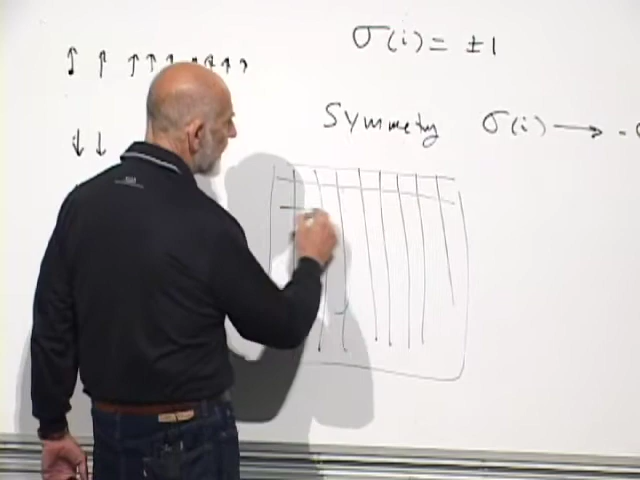 σ(i) = ±1
Symmetry σ(i) → -σ